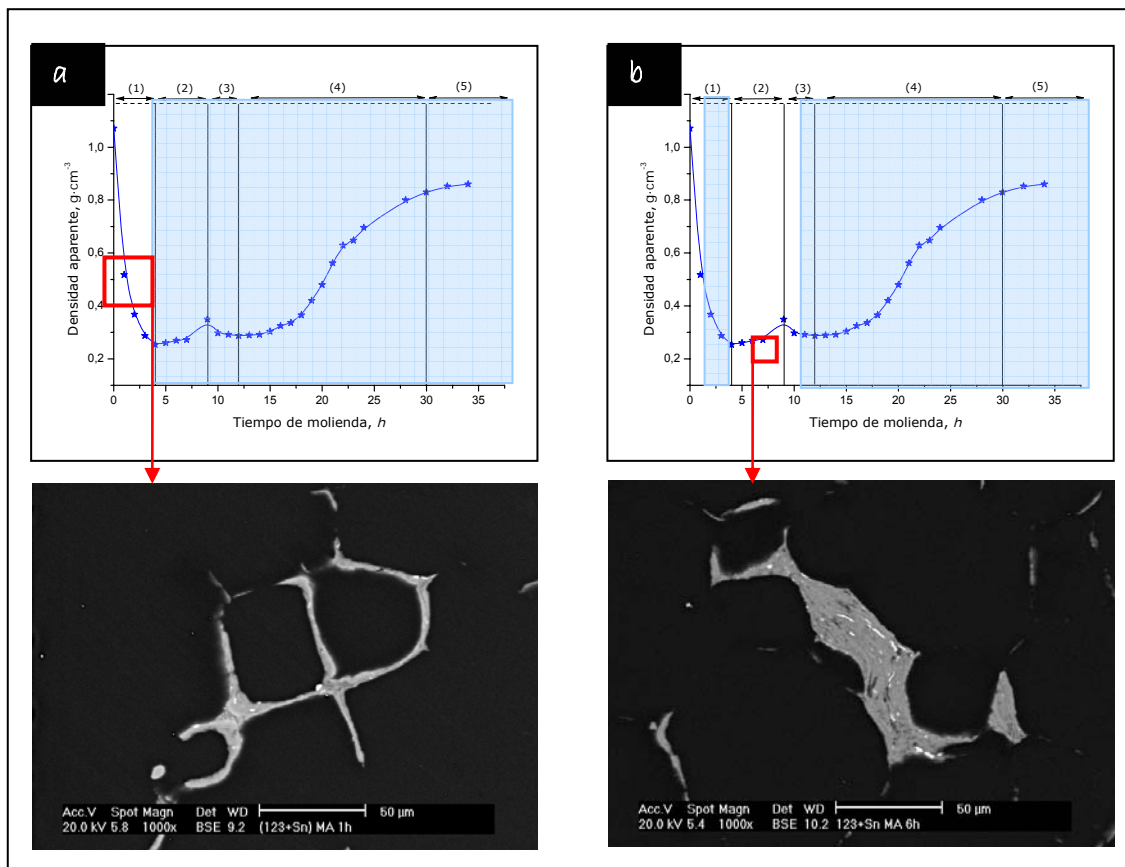 a
(1) (2) (3) (4) (5)
1,0
0,8
0,6
0,4
0,2
Densidad aparente, g·cm⁻³
0 5 10 15 20 25 30 35
Tiempo de molienda, h
Acc.V Spot Magn Det WD 50 µm
20.0 kV 5.8 1000x BSE 9.2 (123+Sn) MA 1h
b
(1) (2) (3) (4) (5)
1,0
0,8
0,6
0,4
0,2
Densidad aparente, g·cm⁻³
0 5 10 15 20 25 30 35
Tiempo de molienda, h
Acc.V Spot Magn Det WD 50 µm
20.0 kV 5.4 1000x BSE 10.2 123+Sn MA 6h